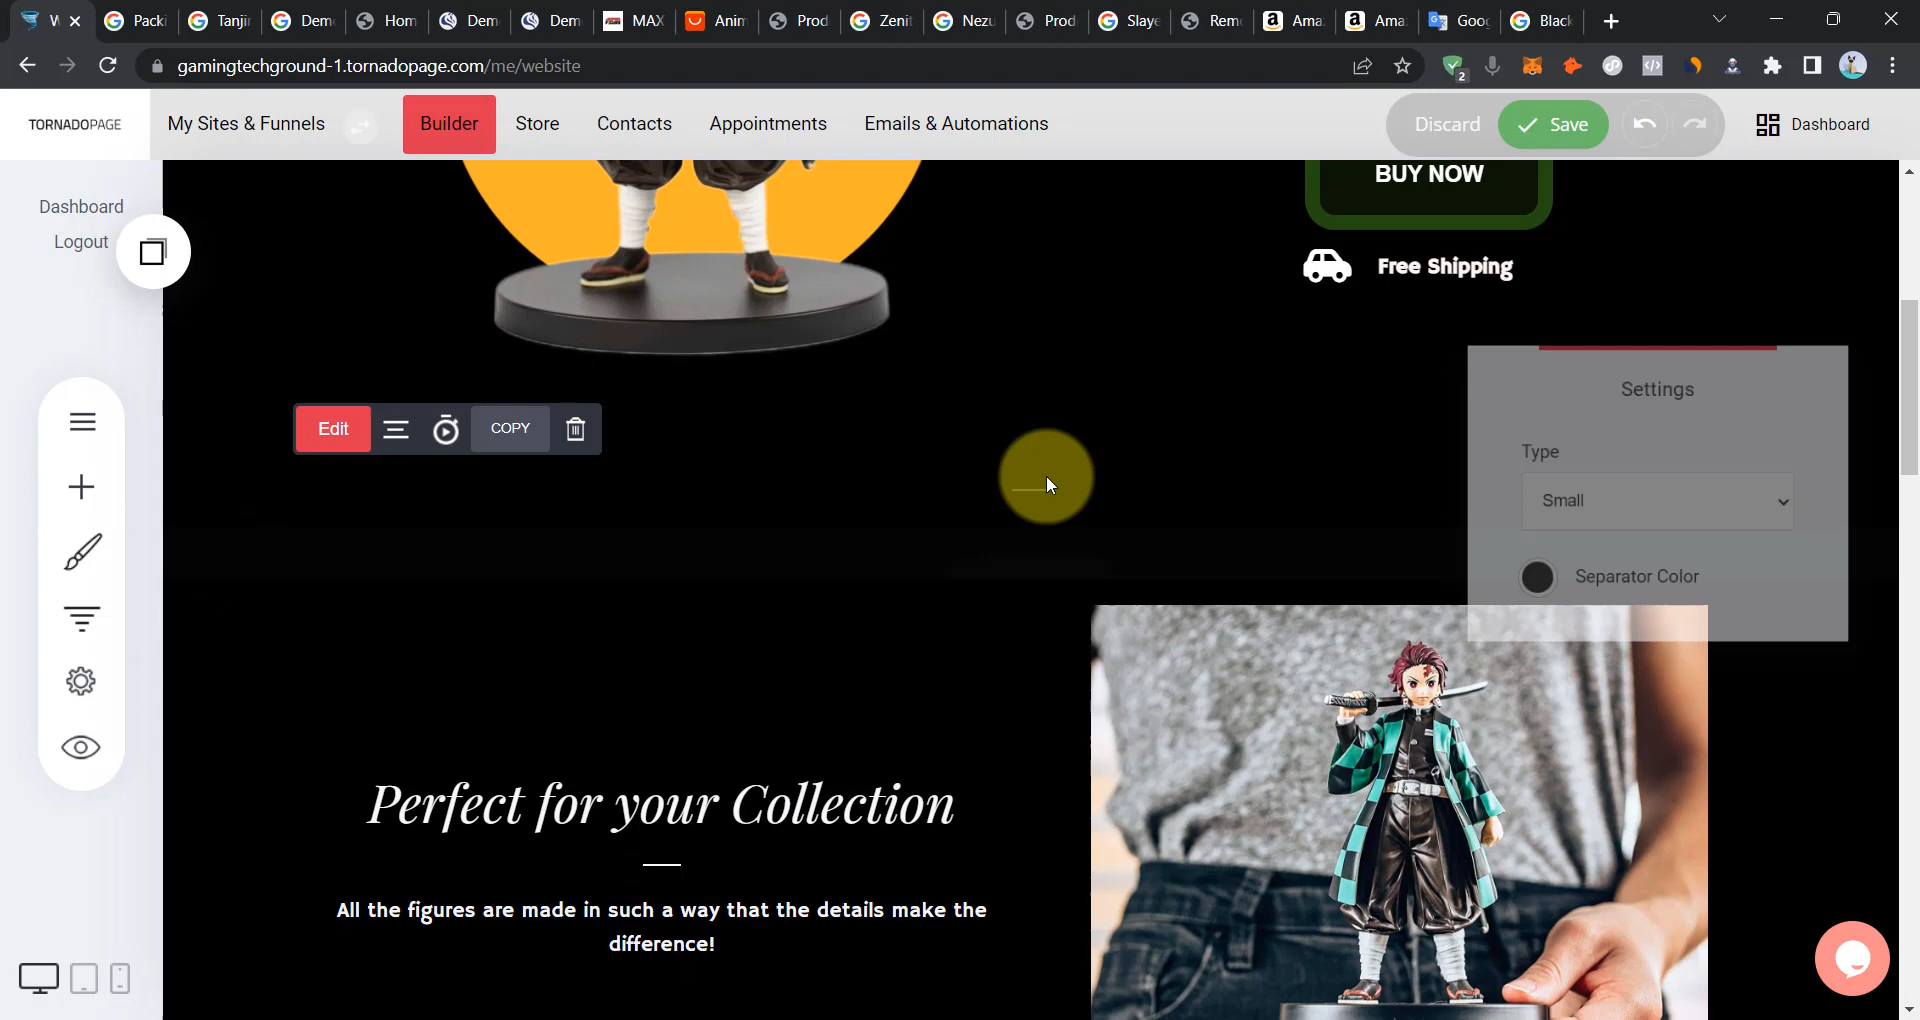 W
Packi
Tanjir
Dem
Hom
Dem
Dem
MAX
Anim
Prod
Zenit
Nezu
Prod
Slaye
Rem
Ama
Ama
Goog
Black
gamingtechground-1.tornadopage.com/me/website
2
TORNADOPAGE
My Sites & Funnels
Builder
Store
Contacts
Appointments
Emails & Automations
Discard
Save
Dashboard
Dashboard
Logout
BUY NOW
Free Shipping
Edit
COPY
Settings
Type
Small
Separator Color
Perfect for your Collection
All the figures are made in such a way that the details make the
difference!